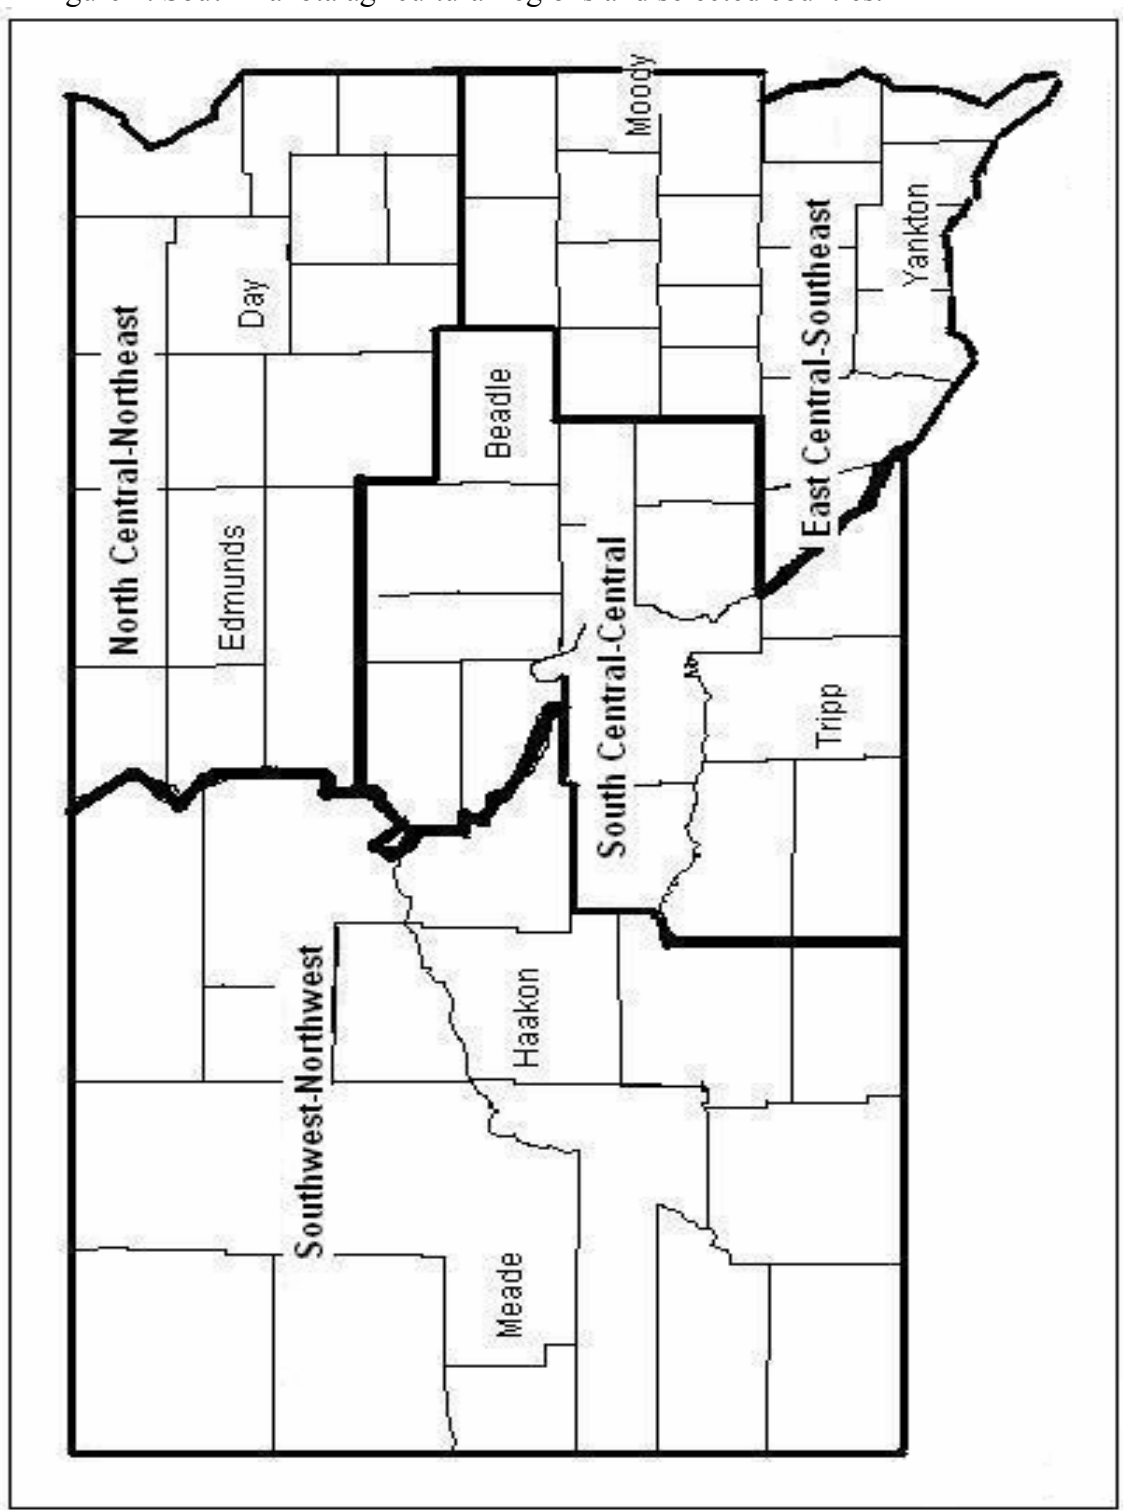 North Central-Northeast
Day
Edmunds
Beadle
Moody
Yankton
East Central-Southeast
South Central-Central
Tripp
Southwest-Northwest
Haakon
Meade